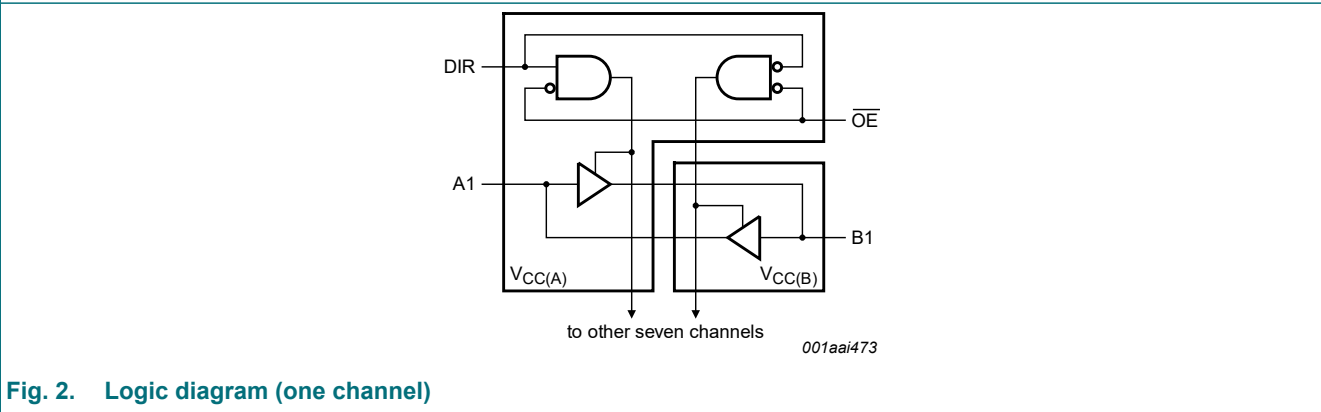 DIR
OE
A1
B1
VCC(A)
VCC(B)
to other seven channels
001aai473
Fig. 2. Logic diagram (one channel)